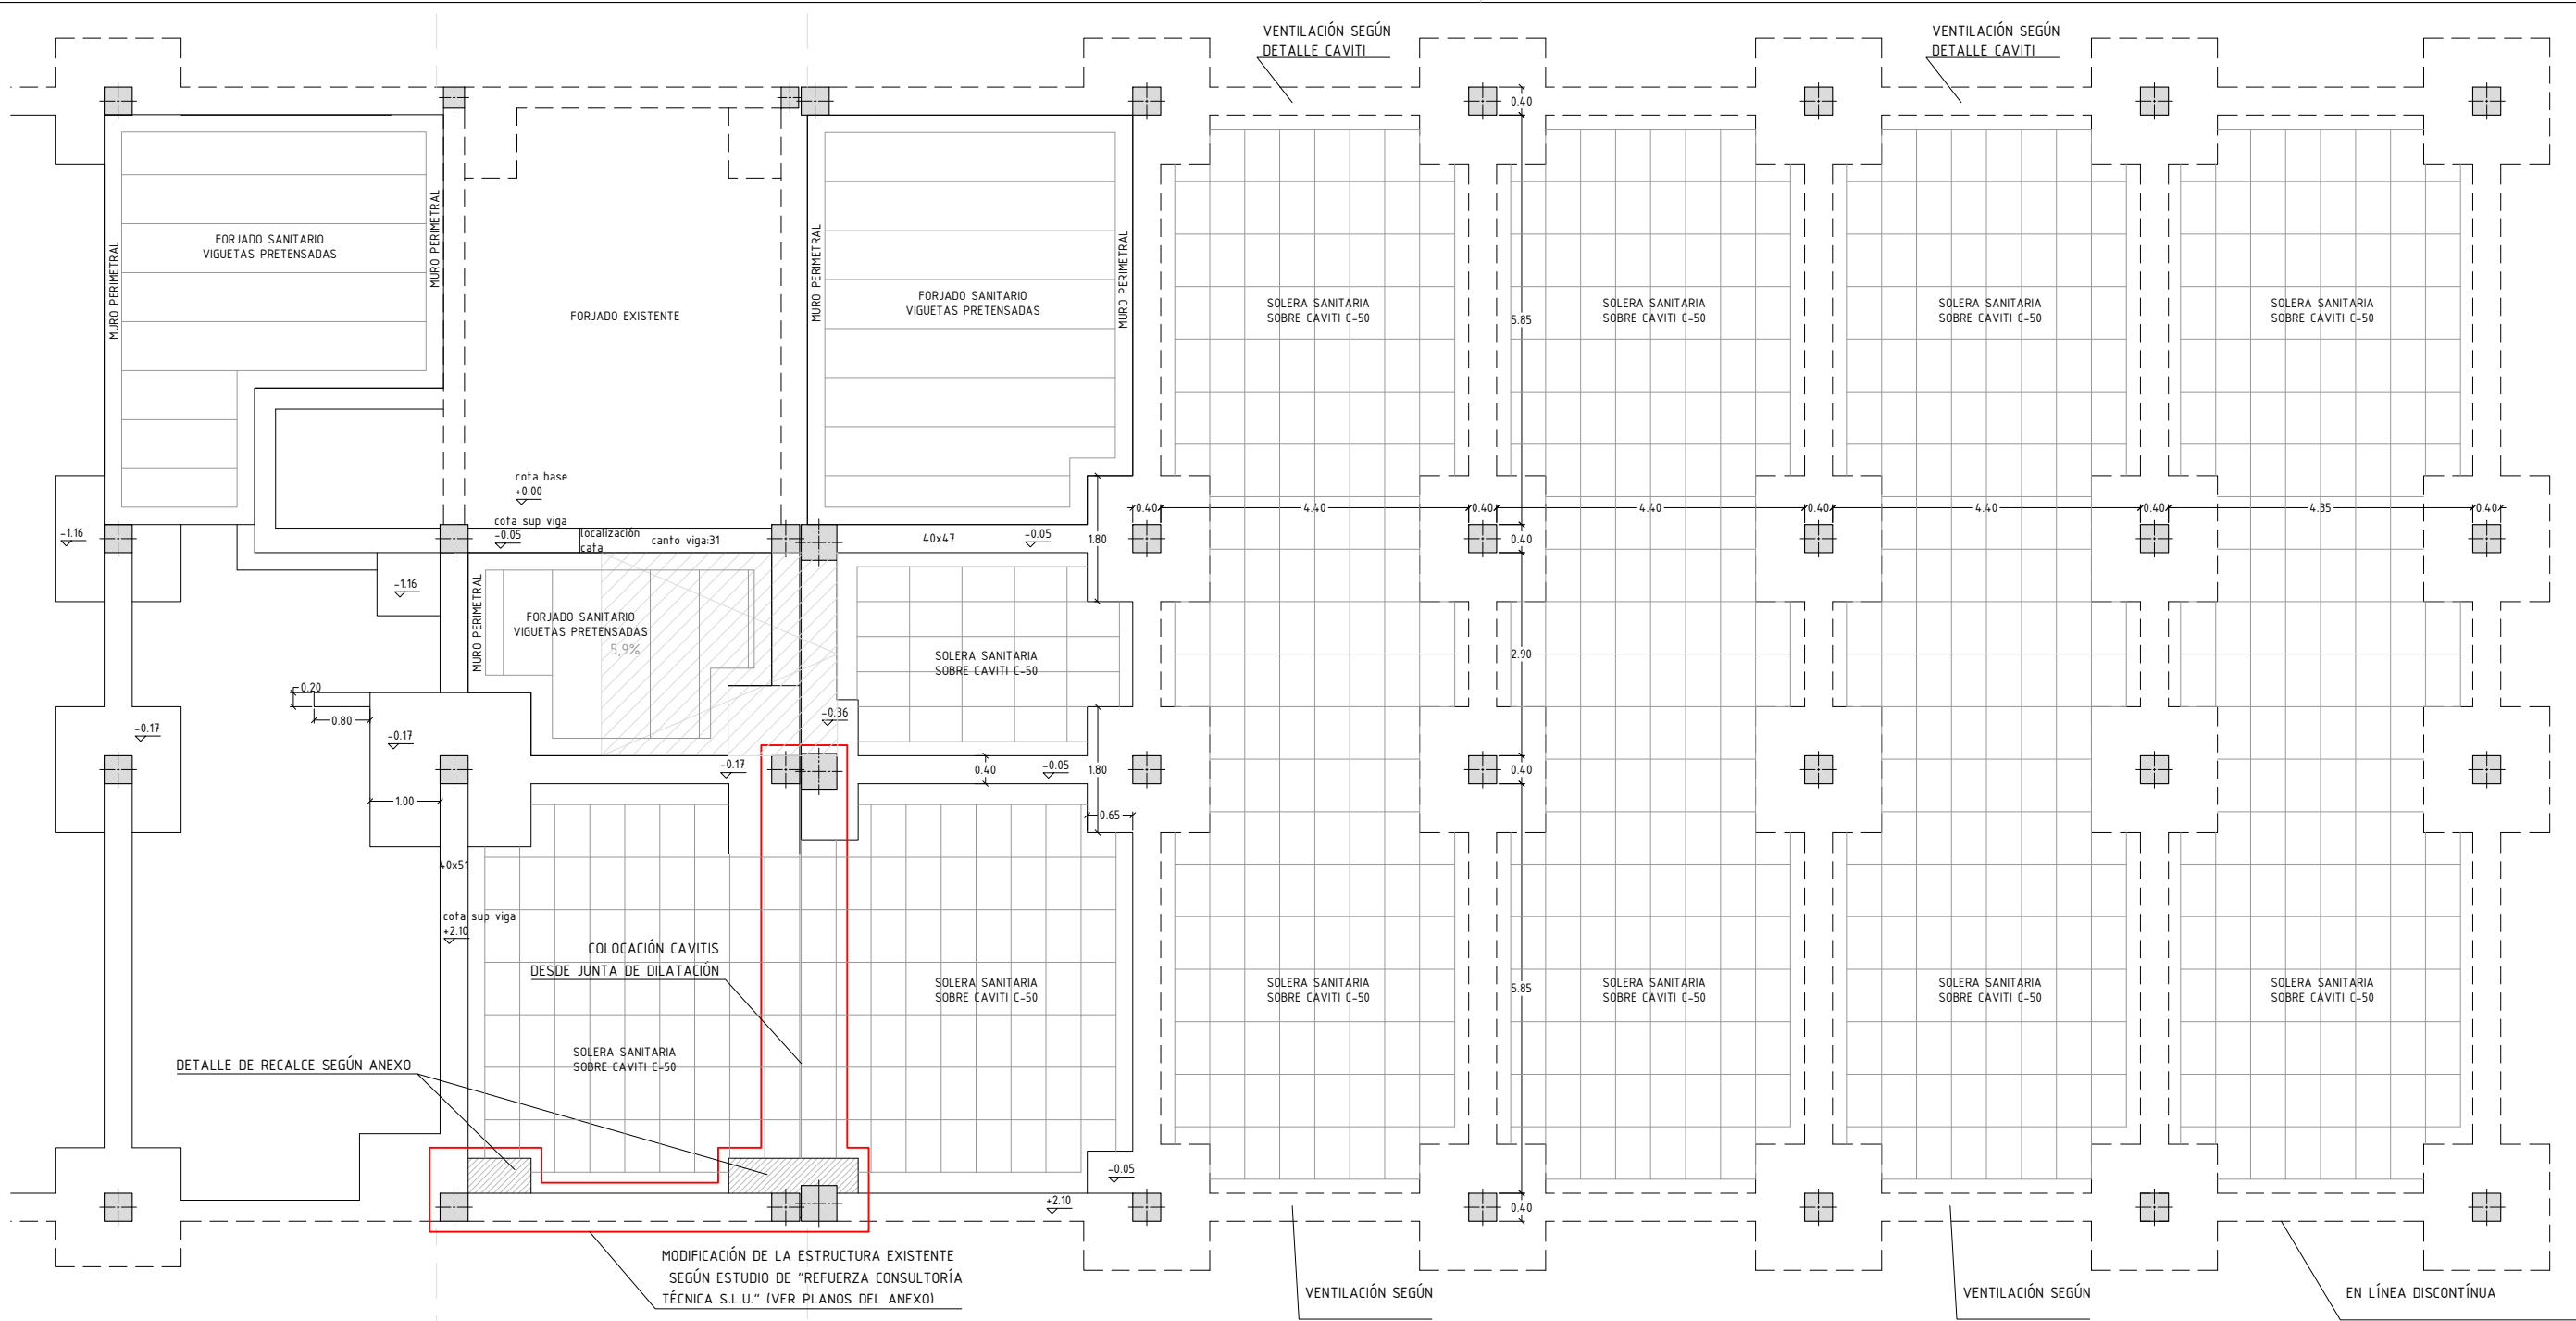 VENTILACIÓN SEGÚN
DETALLE CAVITI
VENTILACIÓN SEGÚN
DETALLE CAVITI
0.40
MURO PERIMETRAL
FORJADO SANITARIO
VIGUETAS PRETENSADAS
MURO PERIMETRAL
FORJADO EXISTENTE
MURO PERIMETRAL
FORJADO SANITARIO
VIGUETAS PRETENSADAS
MURO PERIMETRAL
SOLERA SANITARIA
SOBRE CAVITI C-50
5.85
SOLERA SANITARIA
SOBRE CAVITI C-50
SOLERA SANITARIA
SOBRE CAVITI C-50
SOLERA SANITARIA
SOBRE CAVITI C-50
cota base
+0.00
cota sup viga
-0.05
localización
cata
canto viga:31
40x47
-0.05
1.80
0.40
4.40
0.40
4.40
0.40
4.40
0.40
4.35
0.40
0.40
-1.16
-1.16
MURO PERIMETRAL
FORJADO SANITARIO
VIGUETAS PRETENSADAS
5,9%
SOLERA SANITARIA
SOBRE CAVITI C-50
2.90
-0.20
0.80
-0.17
-0.17
-0.36
-0.17
0.40
-0.05
1.80
0.40
1.00
0.65
40x51
cota sup viga
+2.10
COLOCACIÓN CAVITIS
DESDE JUNTA DE DILATACIÓN
SOLERA SANITARIA
SOBRE CAVITI C-50
SOLERA SANITARIA
SOBRE CAVITI C-50
5.85
SOLERA SANITARIA
SOBRE CAVITI C-50
SOLERA SANITARIA
SOBRE CAVITI C-50
SOLERA SANITARIA
SOBRE CAVITI C-50
DETALLE DE RECALCE SEGÚN ANEXO
SOLERA SANITARIA
SOBRE CAVITI C-50
-0.05
+2.10
0.40
MODIFICACIÓN DE LA ESTRUCTURA EXISTENTE
SEGÚN ESTUDIO DE "REFUERZA CONSULTORÍA
TÉCNICA S.L.U." (VER PLANOS DEL ANEXO)
VENTILACIÓN SEGÚN
VENTILACIÓN SEGÚN
EN LÍNEA DISCONTÍNUA